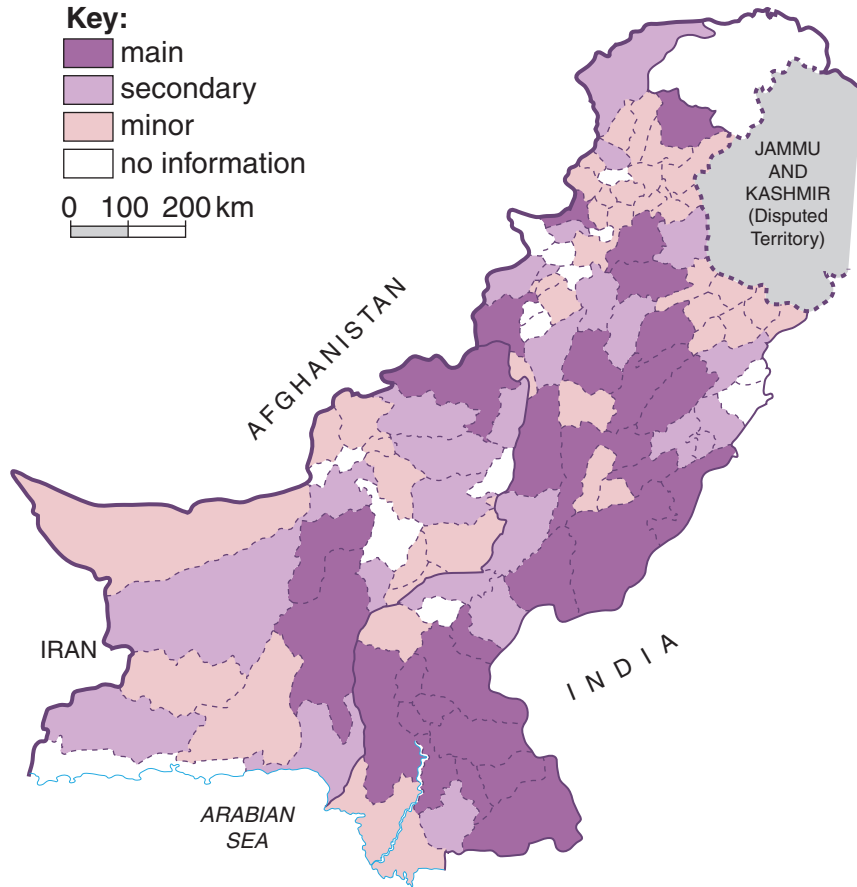 Key:
main
secondary
minor
no information
0 100 200 km
JAMMU
AND
KASHMIR
(Disputed
Territory)
AFGHANISTAN
IRAN
INDIA
ARABIAN
SEA